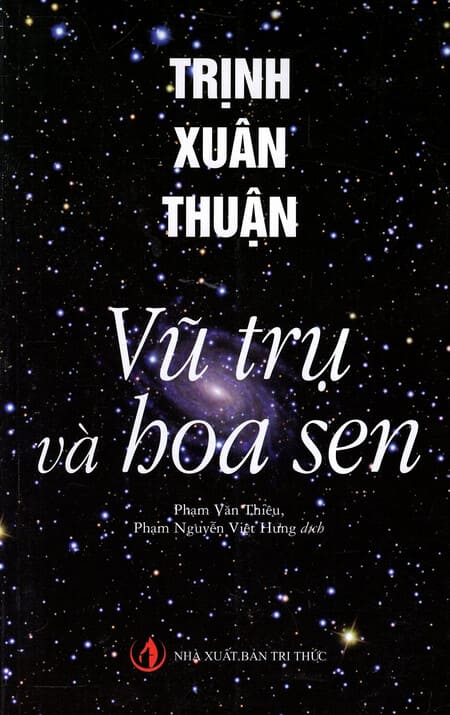 TRỊNH
XUÂN
THUẬN
Vũ trụ
và hoa sen
Phạm Văn Thiều,
Phạm Nguyễn Việt Hưng dịch
NHÀ XUẤT BẢN TRI THỨC